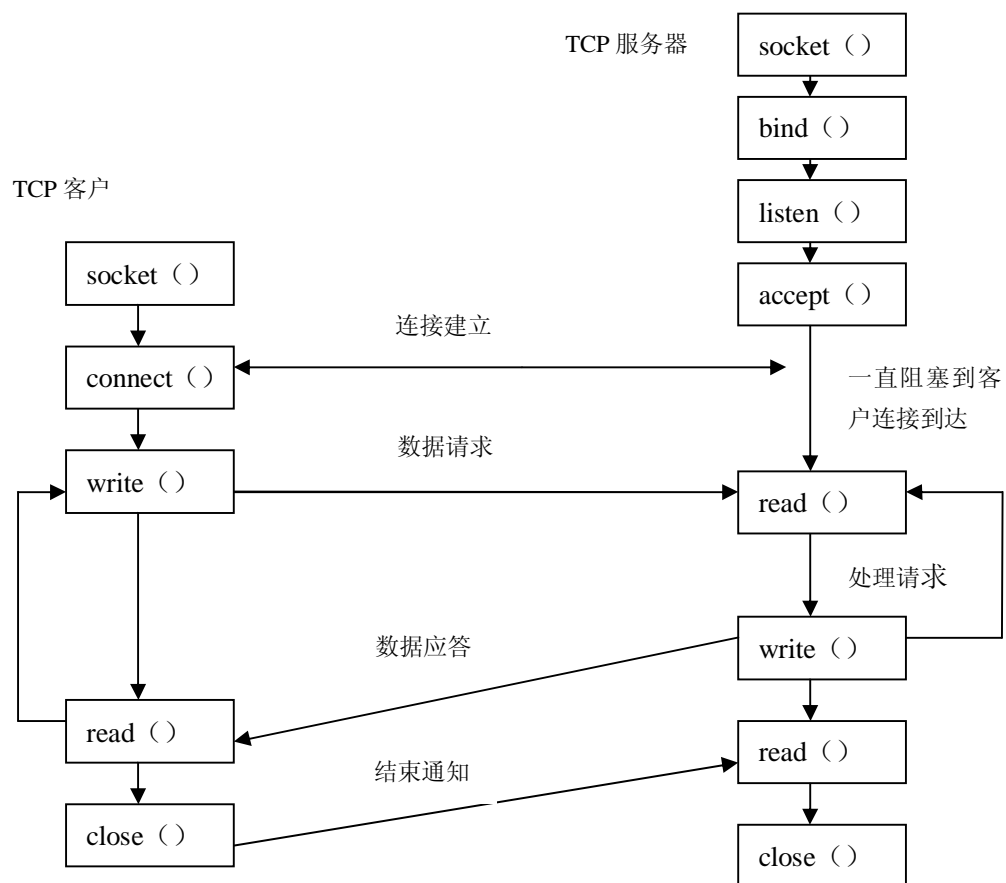 TCP 服务器
socket（）
bind（）
listen（）
accept（）
TCP 客户
socket（）
connect（）
write（）
read（）
close（）
连接建立
一直阻塞到客
户连接到达
数据请求
read（）
处理请求
write（）
数据应答
read（）
结束通知
close（）